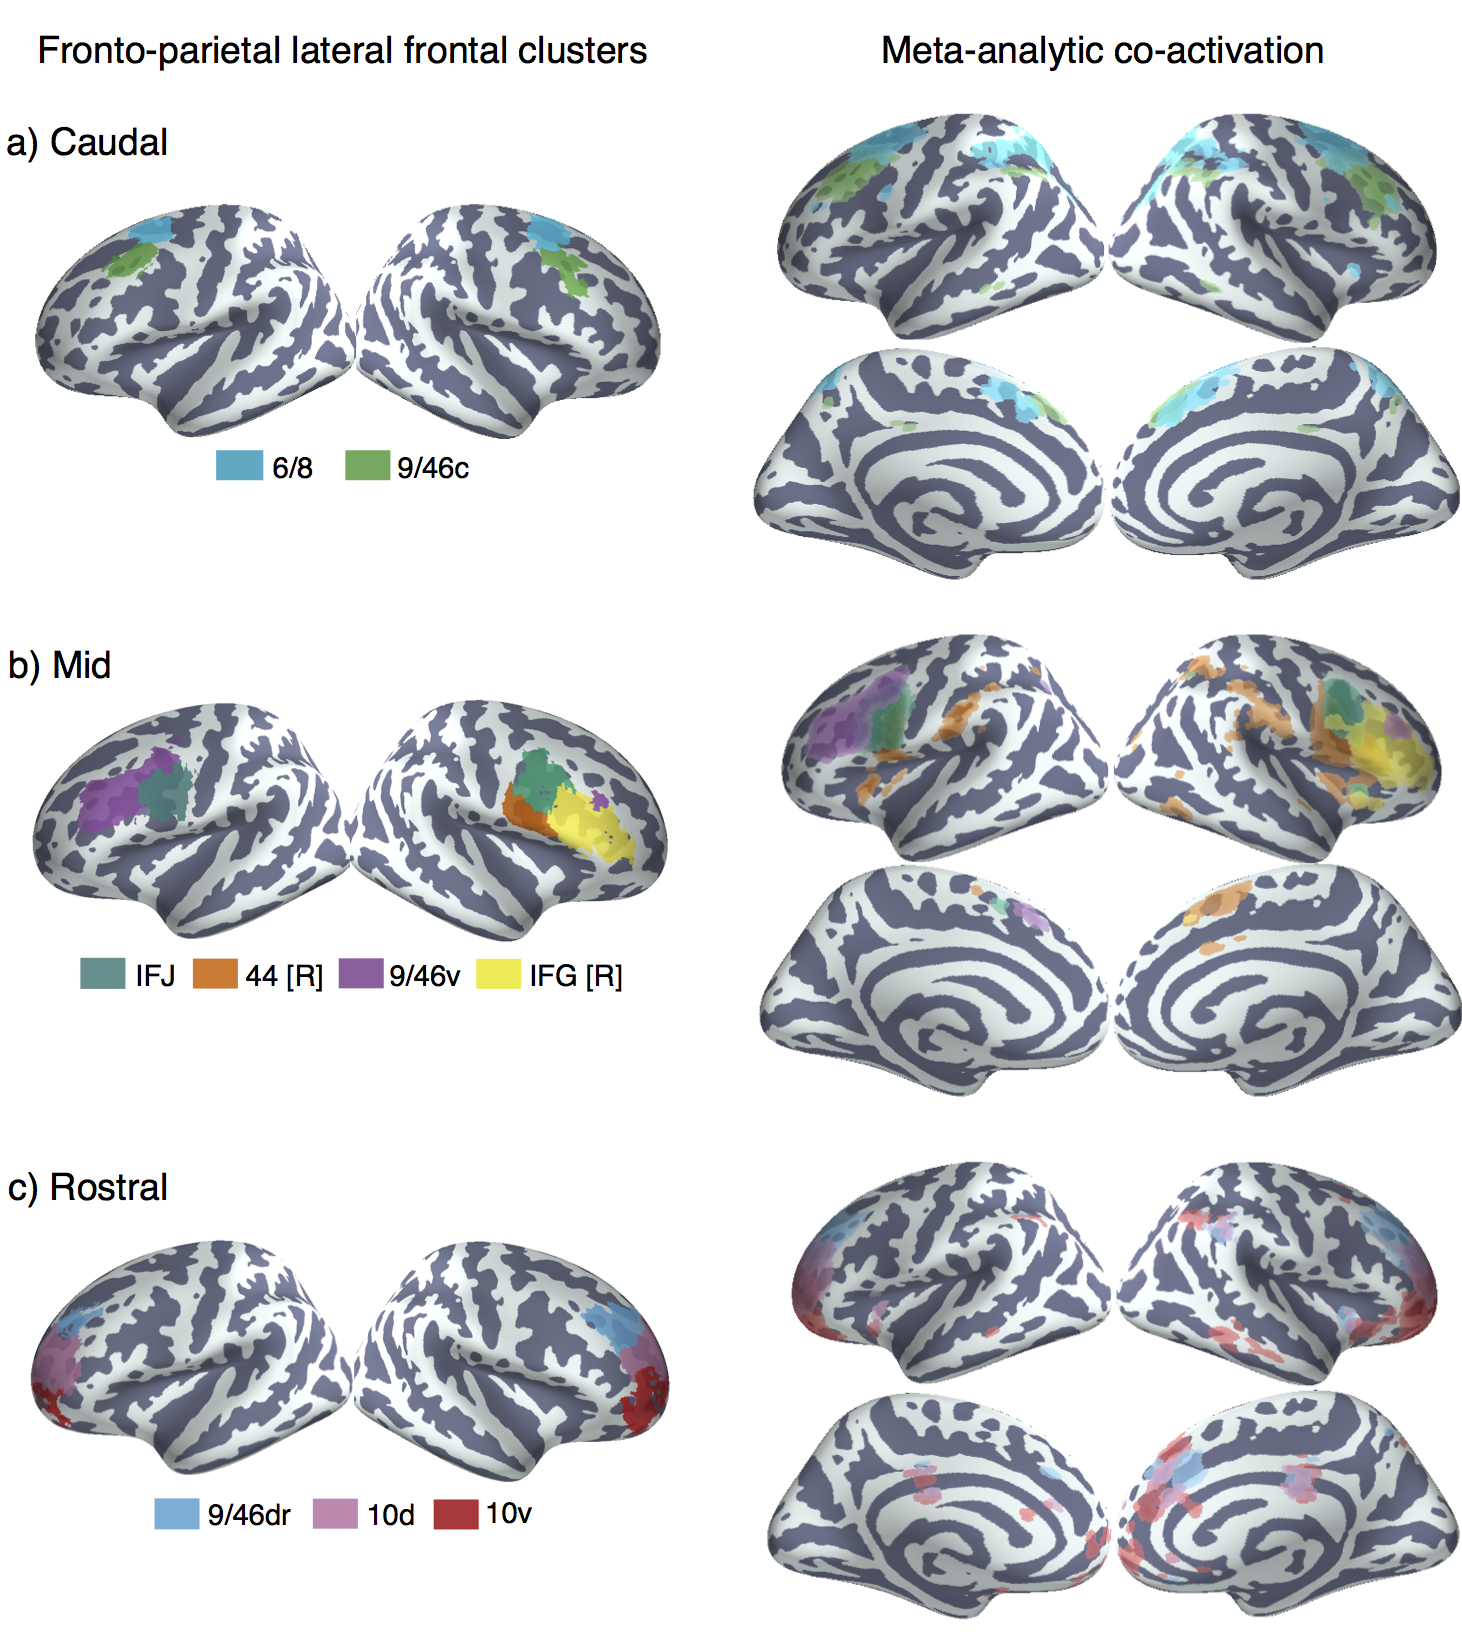 Fronto-parietal lateral frontal clusters
Meta-analytic co-activation
a) Caudal
6/8
9/46c
b) Mid
IFJ
44 [R]
9/46v
IFG [R]
c) Rostral
9/46dr
10d
10v